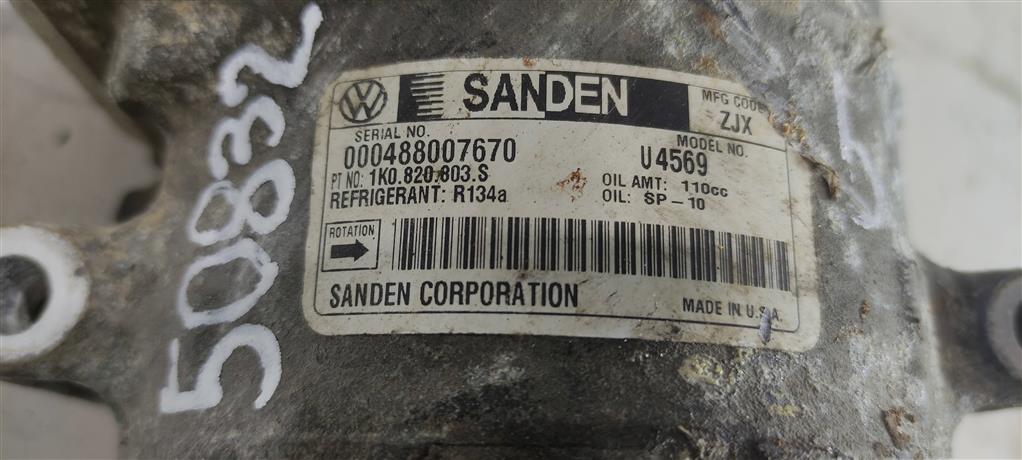 50832
VW SANDEN
MFG CODE
ZJX
SERIAL NO.
000488007670
MODEL NO.
U4569
PT NO: 1K0.820.803.S
OIL AMT: 110cc
REFRIGERANT: R134a
OIL: SP-10
ROTATION
SANDEN CORPORATION
MADE IN U.S.A.